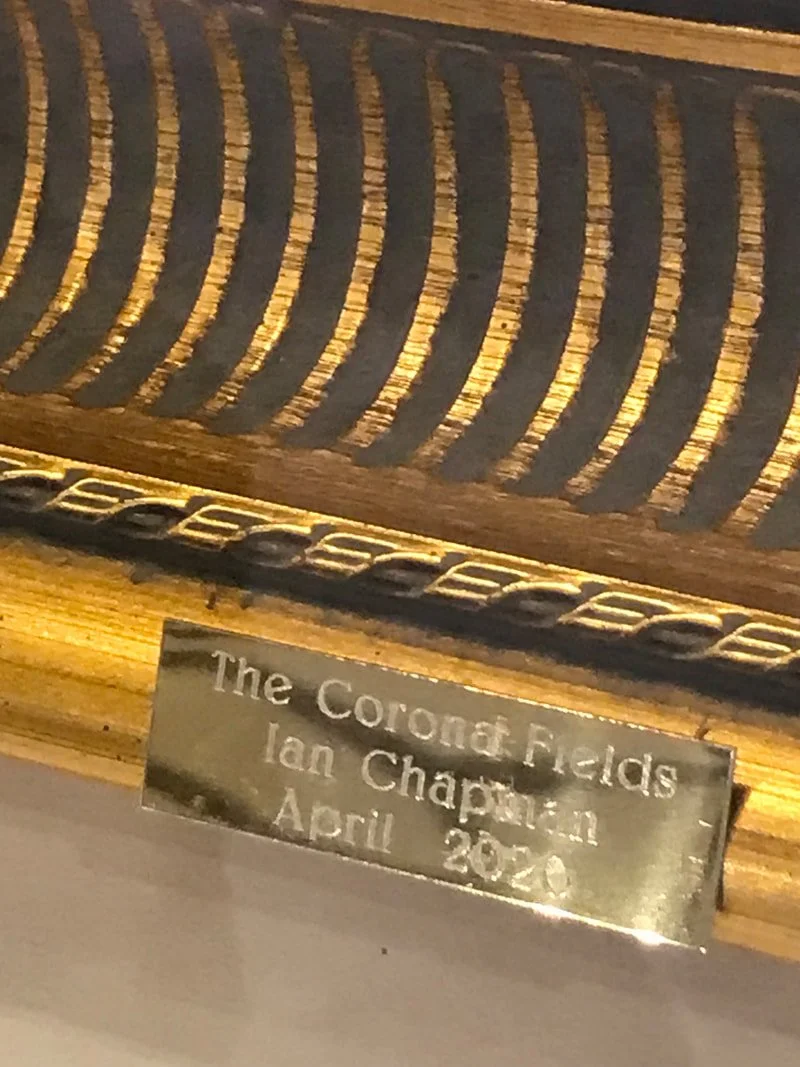 The Corona Fields
Ian Chapman
April 2020